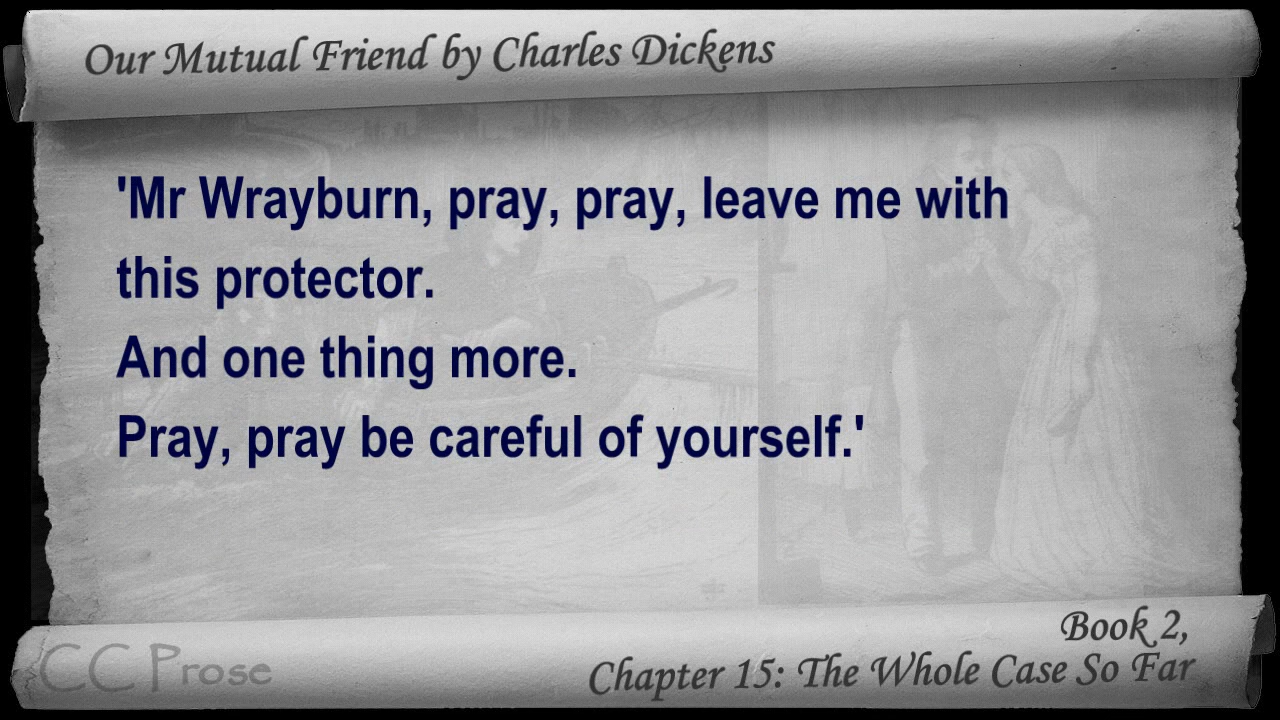 Our Mutual Friend by Charles Dickens
'Mr Wrayburn, pray, pray, leave me with
this protector.
And one thing more.
Pray, pray be careful of yourself.'
Book 2,
CC Prose
Chapter 15: The Whole Case So Far